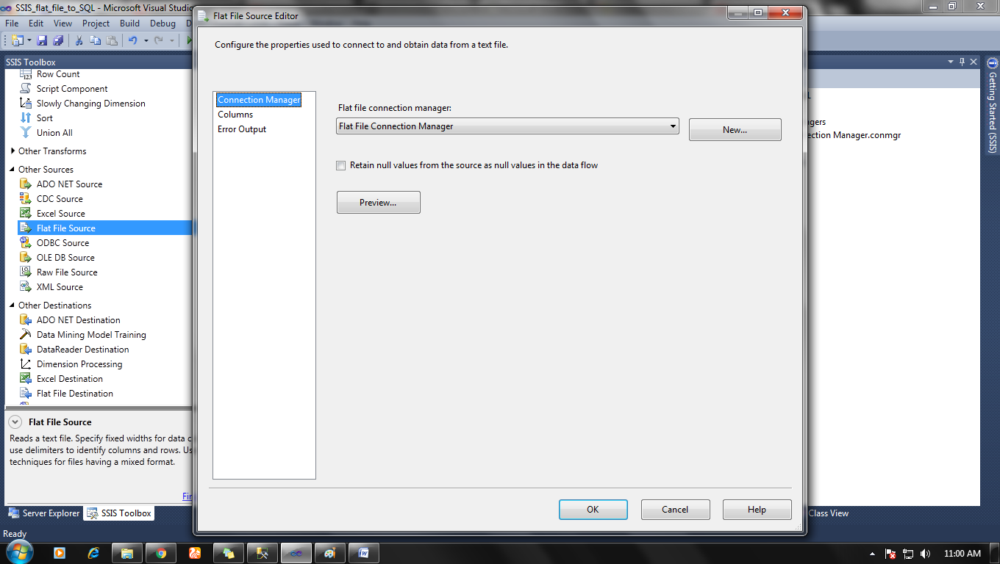 SSIS_flat_file_to_SQL - Microsoft Visual Studio
Flat File Source Editor
File Edit View Project Build Debug
Configure the properties used to connect to and obtain data from a text file.
SSIS Toolbox
Row Count
Script Component
Slowly Changing Dimension
Sort
Union All
Other Transforms
Other Sources
ADO NET Source
CDC Source
Excel Source
Flat File Source
ODBC Source
OLE DB Source
Raw File Source
XML Source
Other Destinations
ADO NET Destination
Data Mining Model Training
DataReader Destination
Dimension Processing
Excel Destination
Flat File Destination
Flat File Source
Reads a text file. Specify fixed widths for data c
use delimiters to identify columns and rows. Us
techniques for files having a mixed format.
Fin
Server Explorer
SSIS Toolbox
Ready
Connection Manager
Columns
Error Output
Flat file connection manager:
Flat File Connection Manager
New...
Retain null values from the source as null values in the data flow
Preview...
OK
Cancel
Help
agers
ection Manager.conmgr
Class View
Getting Started (SSIS)
11:00 AM